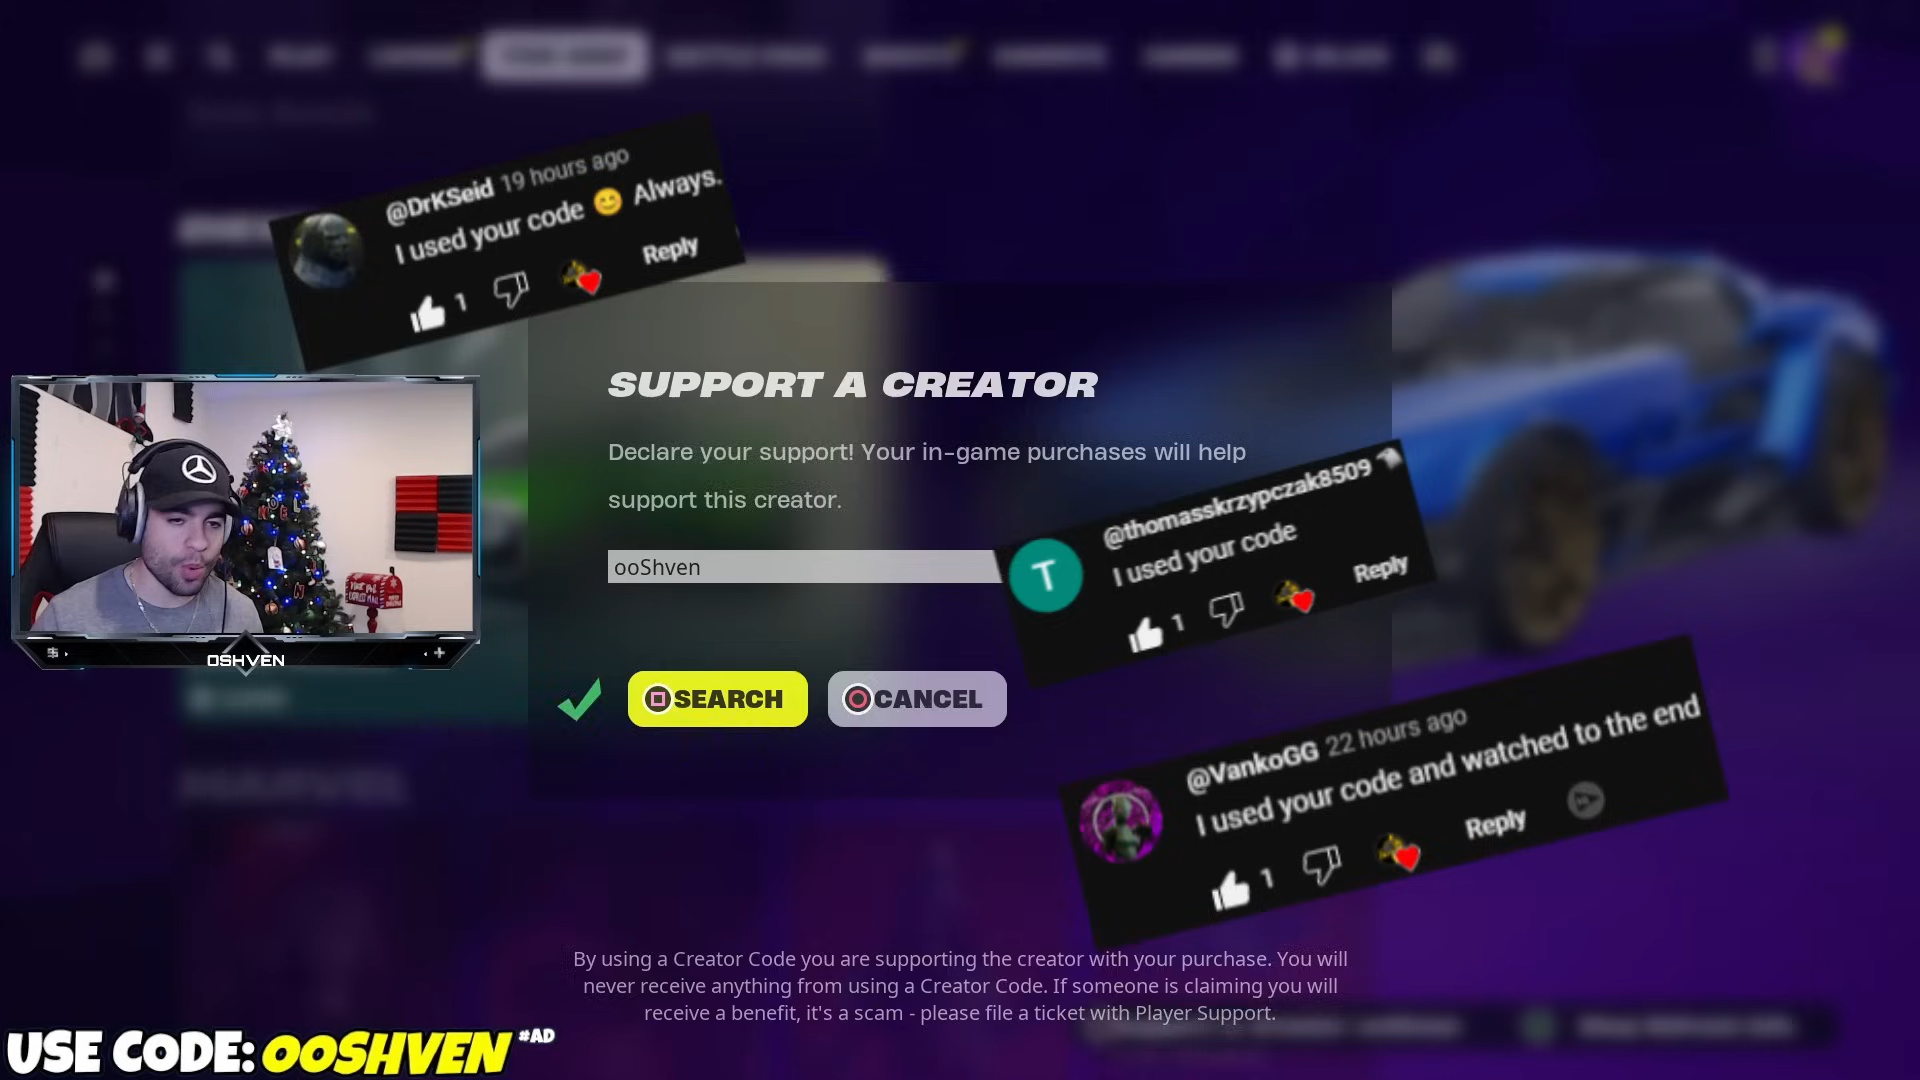 @DrKSeid 19 hours ago
I used your code 😊 Always.
1 Reply
SUPPORT A CREATOR
Declare your support! Your in-game purchases will help
support this creator.
ooShven
@thomasskrzypczak8509
T
I used your code
1 Reply
OSHVEN
SEARCH CANCEL
@VankoGG 22 hours ago
I used your code and watched to the end
1 Reply
By using a Creator Code you are supporting the creator with your purchase. You will
never receive anything from using a Creator Code. If someone is claiming you will
receive a benefit, it's a scam - please file a ticket with Player Support.
USE CODE: OOSHVEN #AD